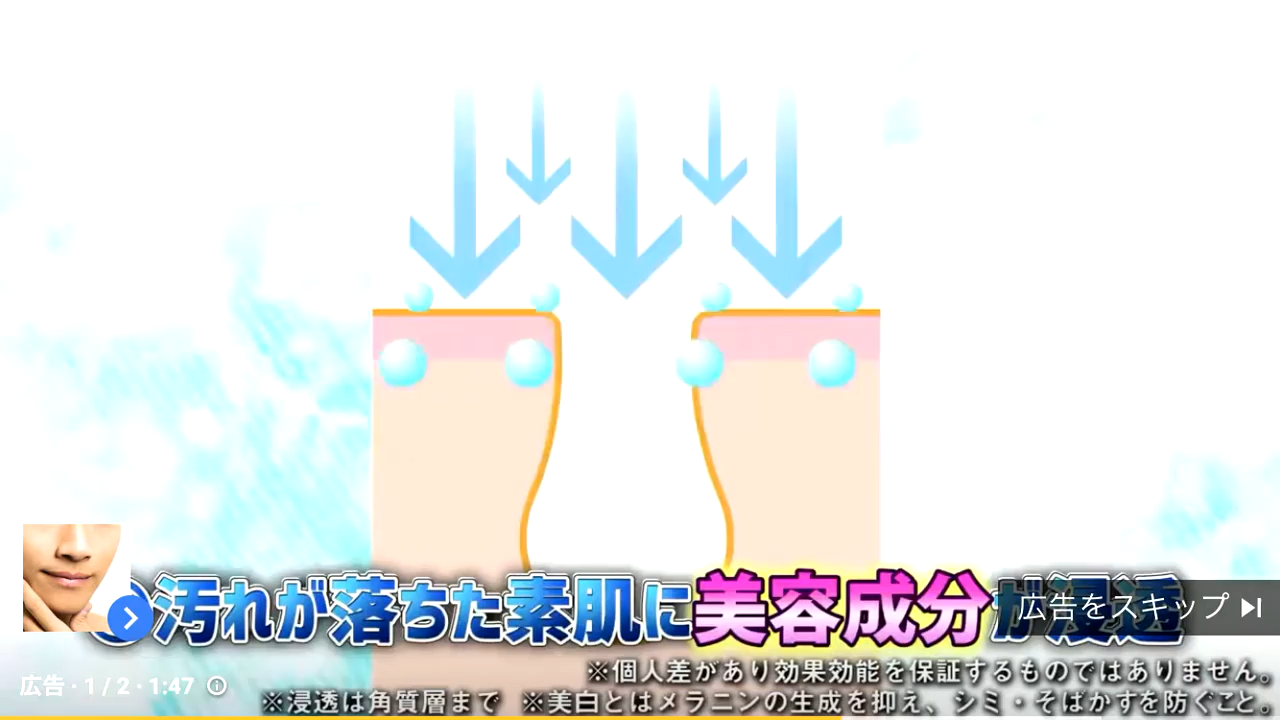 汚れが落ちた素肌に美容成分が浸透
広告をスキップ
※個人差があり効果効能を保証するものではありません。
広告・1 / 2・1:47
※浸透は角質層まで ※美白とはメラニンの生成を抑え、シミ・そばかすを防ぐこと。